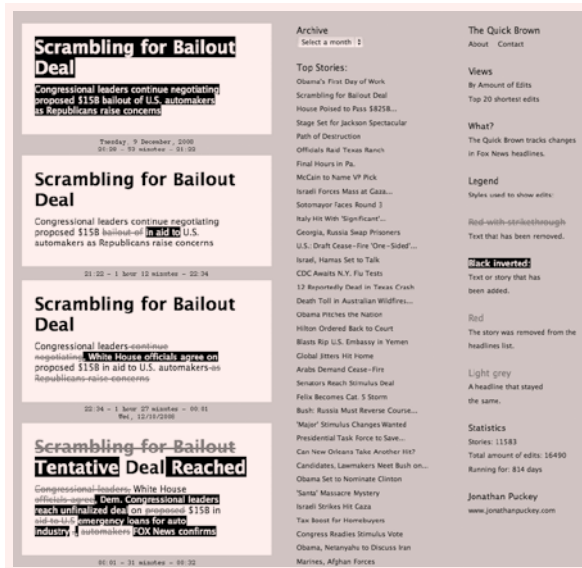 Scrambling for Bailout
Deal
Congressional leaders continue negotiating
proposed $15B bailout of U.S. automakers
as Republicans raise concerns
Tuesday, 9 December, 2008
20:28 - 53 minutes - 21:22
Scrambling for Bailout
Deal
Congressional leaders continue negotiating
proposed $15B bailout of in aid to U.S.
automakers as Republicans raise concerns
21:22 - 1 hour 12 minutes - 22:34
Scrambling for Bailout
Deal
Congressional leaders continue
negotiating, White House officials agree on
proposed $15B in aid to U.S. automakers as
Republicans raise concerns
22:34 - 1 hour 27 minutes - 00:01
Wed, 12/10/2008
Scrambling for Bailout
Tentative Deal Reached
Congressional leaders, White House
officials agree, Dem. Congressional leaders
reach unfinalized deal on proposed $15B in
aid to U.S emergency loans for auto
industry , automakers FOX News confirms
00:01 - 31 minutes - 00:32
Archive
Select a month
Top Stories:
Obama's First Day of Work
Scrambling for Bailout Deal
House Poised to Pass $825B...
Stage Set for Jackson Spectacular
Path of Destruction
Officials Raid Texas Ranch
Final Hours in Pa.
McCain to Name VP Pick
Israel Forces Mass at Gaza...
Sotomayor Faces Round 3
Italy Hit With 'Significant'...
Georgia, Russia Swap Prisoners
U.S.: Draft Cease-Fire 'One-Sided'...
Israel, Hamas Set to Talk
CDC Awaits N.Y. Flu Tests
12 Reportedly Dead in Texas Crash
Death Toll in Australian Wildfires...
Obama Pitches the Nation
Hilton Ordered Back to Court
Blasts Rip U.S. Embassy in Yemen
Global Jitters Hit Home
Arabs Demand Cease-Fire
Senators Reach Stimulus Deal
Felix Becomes Cat. 5 Storm
Bush: Russia Must Reverse Course...
'Major' Stimulus Changes Wanted
Presidential Task Force to Save...
Can New Orleans Take Another Hit?
Candidates, Lawmakers Meet Bush on...
Obama Set to Nominate Clinton
'Santa' Massacre Mystery
Israeli Strikes Hit Gaza
Tax Boost for Homebuyers
Congress Readies Stimulus Vote
Obama, Netanyahu to Discuss Iran
Marines, Afghan Forces
The Quick Brown
About Contact
Views
By Amount of Edits
Top 20 shortest edits
What?
The Quick Brown tracks changes
in Fox News headlines.
Legend
Styles used to show edits:
Red with strikethrough
Text that has been removed.
Black inverted:
Text or story that has
been added.
Red
The story was removed from the
headlines list.
Light grey
A headline that stayed
the same.
Statistics
Stories: 11583
Total amount of edits: 16490
Running for: 814 days
Jonathan Puckey
www.jonathanpuckey.com